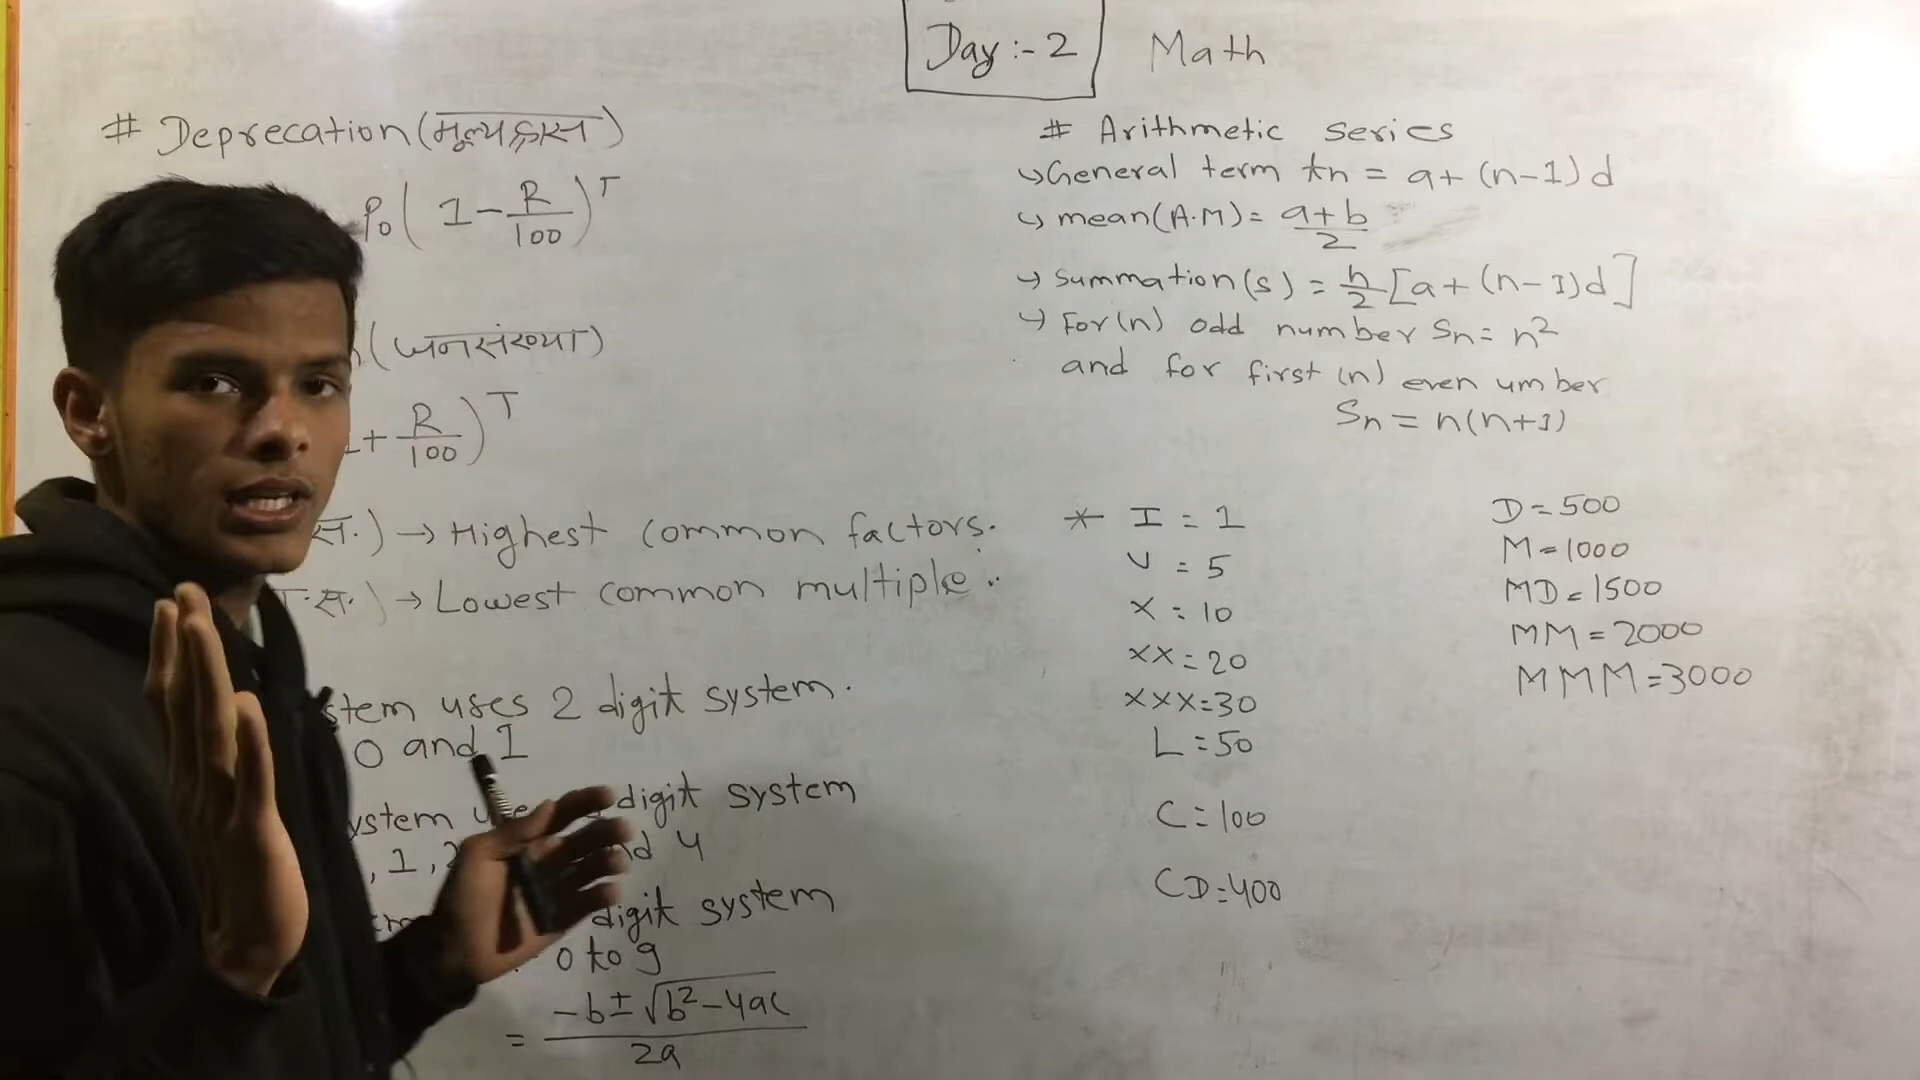 Day :- 2 Math
# Deprecation (मूल्यह्रास)
P₀(1 - R/100)ᵀ
(जनसंख्या)
+ R/100)ᵀ
स.) → Highest common factors.
.स.) → Lowest common multiple.
stem uses 2 digit system.
0 and 1
ystem digit system
, 1, 4
digit system
0 to 9
= (-b ± √(b² - 4ac))/2a
# Arithmetic series
↳ General term tn = a + (n-1)d
↳ mean (A.M) = (a+b)/2
↳ Summation (s) = n/2 [a + (n-1)d]
↳ For (n) odd number Sn = n²
and for first (n) even umber
Sn = n(n+1)
* I = 1
V = 5
X = 10
XX = 20
XXX = 30
L = 50
C = 100
CD = 400
D = 500
M = 1000
MD = 1500
MM = 2000
MMM = 3000